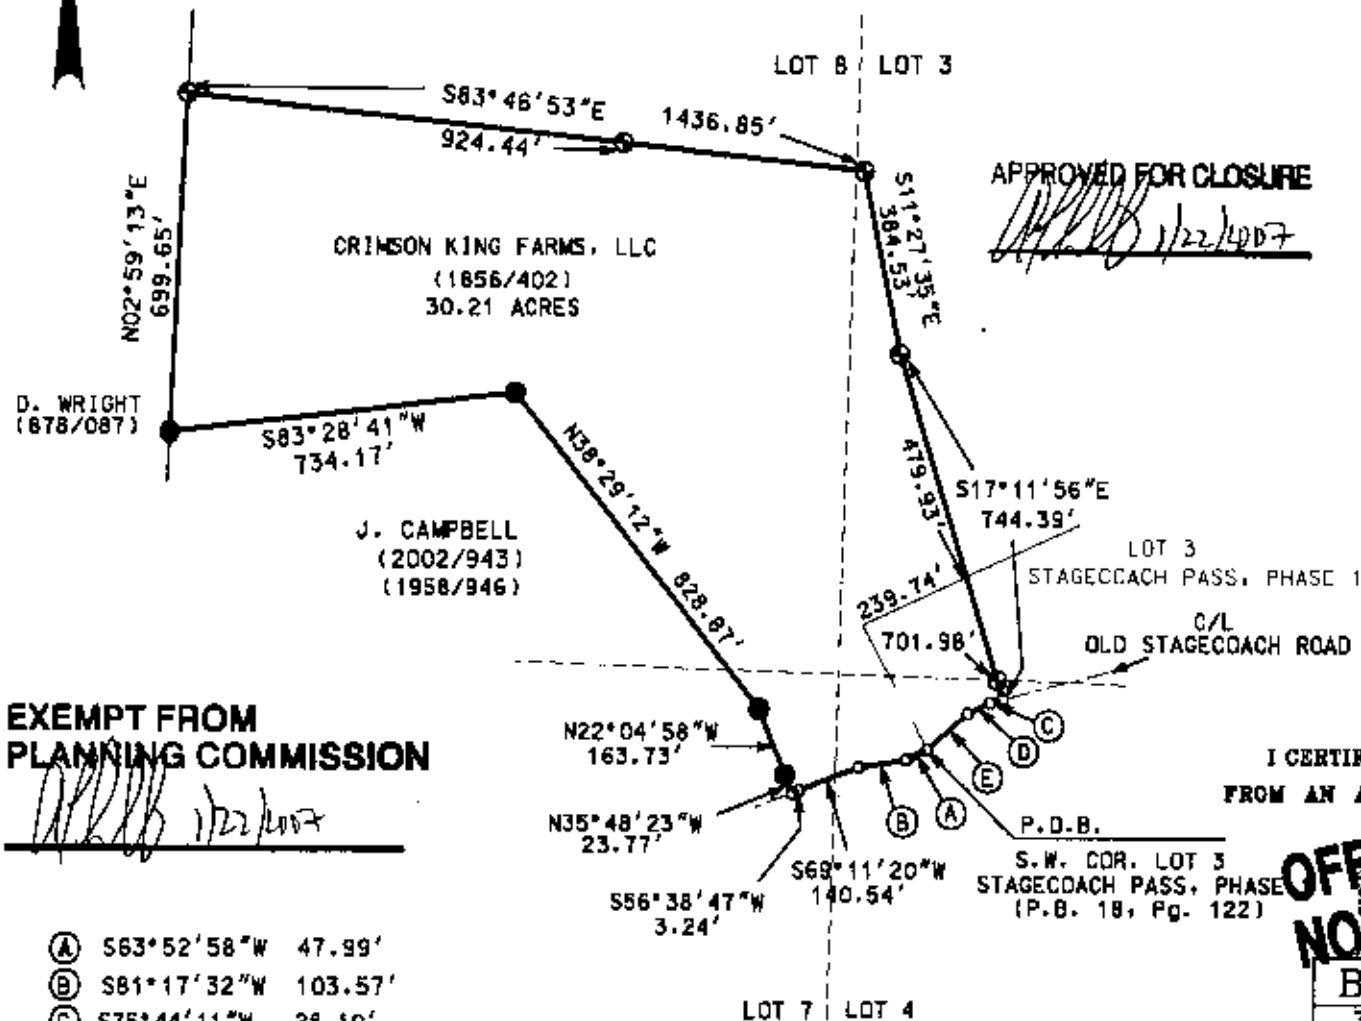 LOT 8 LOT 3
S83°46'53"E
924.44'
1436.85'
N02°59'13"E
699.65'
S11°27'35"E
384.53'
APPROVED FOR CLOSURE
1/22/2007
CRIMSON KING FARMS, LLC
(1856/402)
30.21 ACRES
D. WRIGHT
(878/087)
S83°28'41"W
734.17'
N38°29'12"W 828.87'
479.93'
S17°11'56"E
744.39'
J. CAMPBELL
(2002/943)
(1958/946)
LOT 3
STAGECOACH PASS, PHASE 1
239.74'
701.98'
C/L
OLD STAGECOACH ROAD
EXEMPT FROM
PLANNING COMMISSION
1/22/2007
N22°04'58"W
163.73'
C
D
E
A
B
I CERTIF
FROM AN A
N35°48'23"W
23.77'
P.O.B.
S.W. COR. LOT 3
STAGECOACH PASS, PHASE
(P.B. 18, Pg. 122)
S69°11'20"W
140.54'
S56°38'47"W
3.24'
OFF
NO
A S63°52'58"W 47.99'
B S81°17'32"W 103.57'
C S75°44'11"W
LOT 7 LOT 4
B